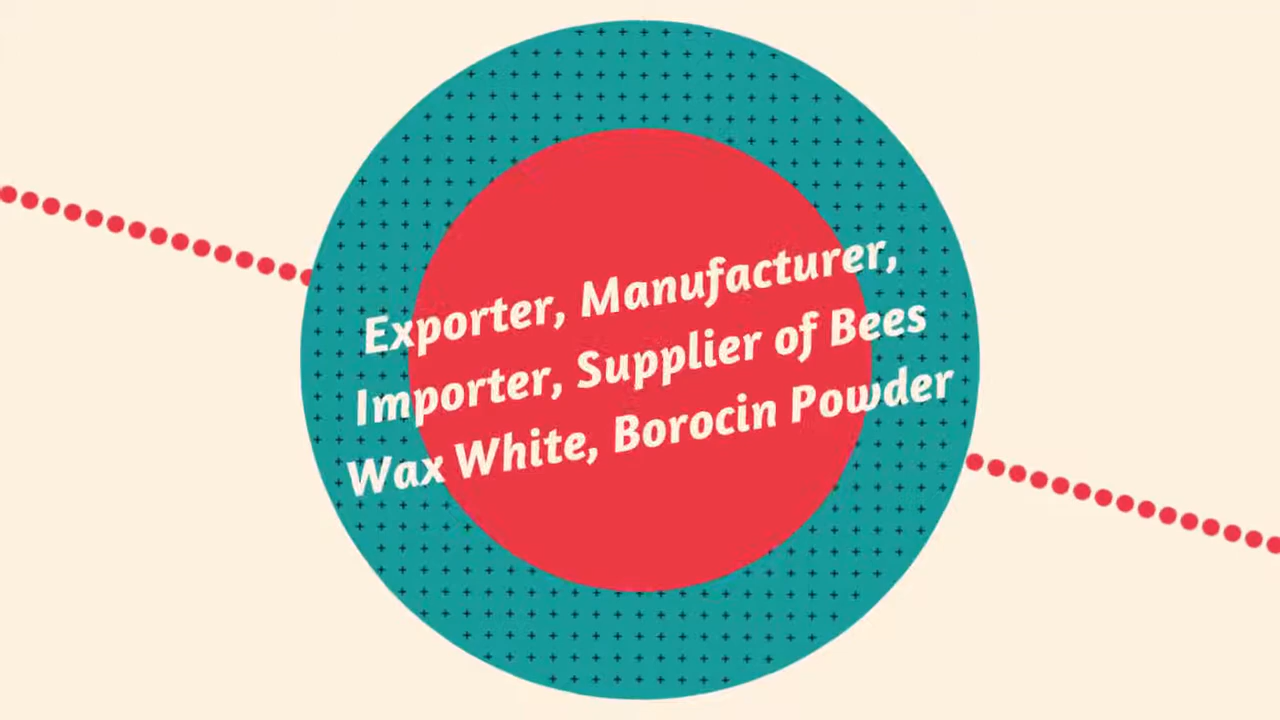 Exporter, Manufacturer,
Importer, Supplier of Bees
Wax White, Borocin Powder